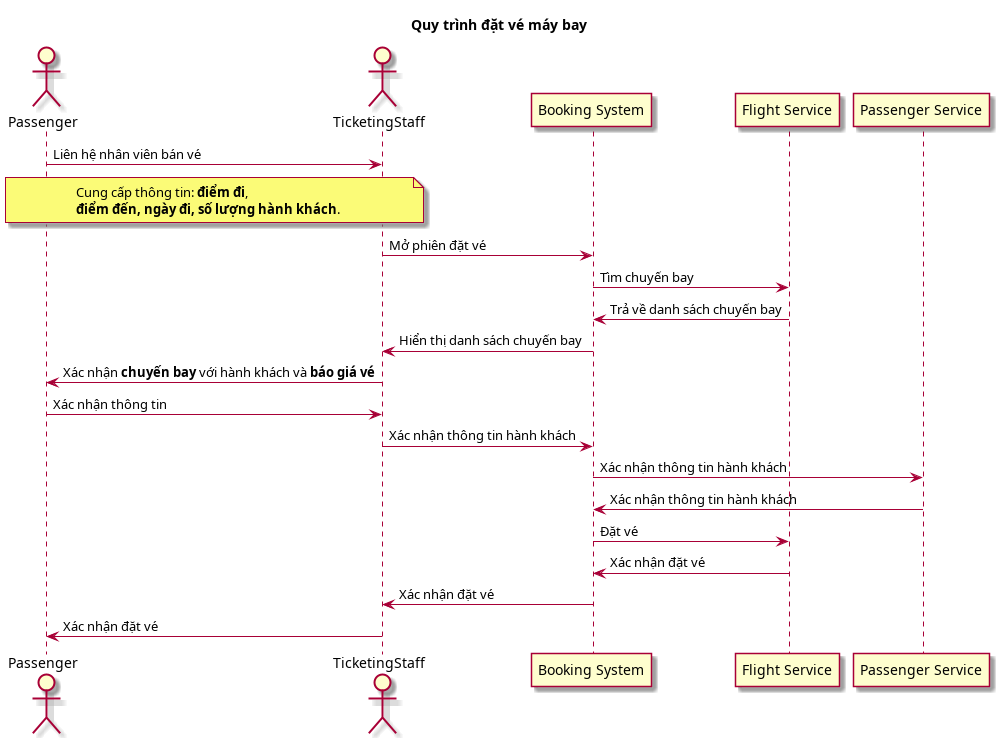 Quy trình đặt vé máy bay
Passenger
TicketingStaff
Booking System
Flight Service
Passenger Service
Liên hệ nhân viên bán vé
Cung cấp thông tin: điểm đi,
điểm đến, ngày đi, số lượng hành khách.
Mở phiên đặt vé
Tìm chuyến bay
Trả về danh sách chuyến bay
Hiển thị danh sách chuyến bay
Xác nhận chuyến bay với hành khách và báo giá vé
Xác nhận thông tin
Xác nhận thông tin hành khách
Xác nhận thông tin hành khách
Xác nhận thông tin hành khách
Đặt vé
Xác nhận đặt vé
Xác nhận đặt vé
Xác nhận đặt vé
Passenger
TicketingStaff
Booking System
Flight Service
Passenger Service